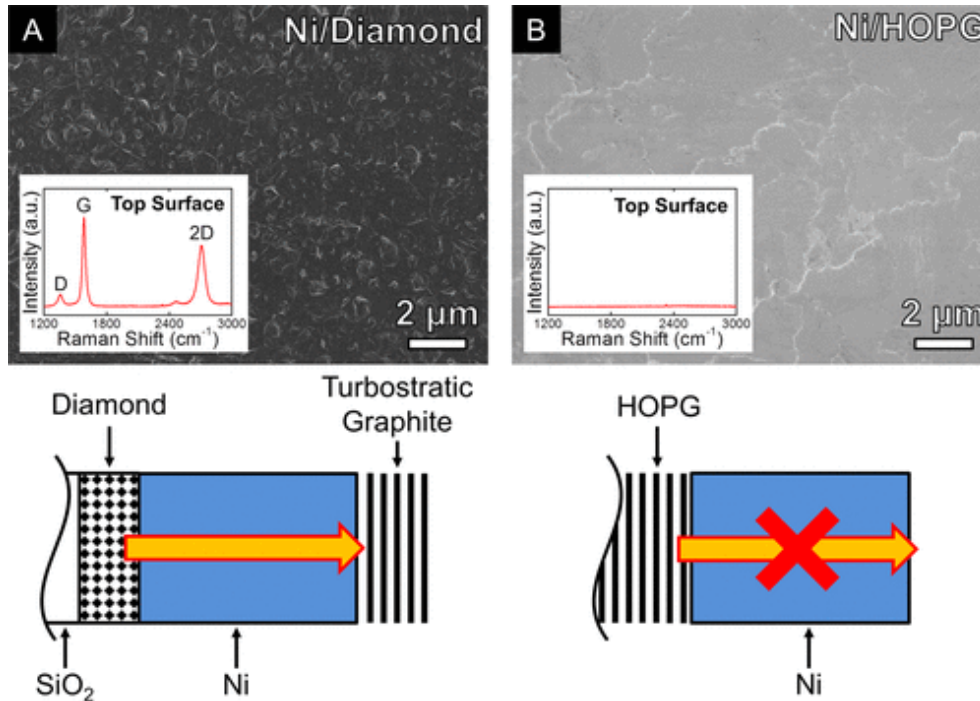 A
Ni/Diamond
Intensity (a.u.)
Top Surface
D
G
2D
1200
1800
2400
3000
Raman Shift (cm⁻¹)
2 µm
B
Ni/HOPG
Intensity (a.u.)
Top Surface
1200
1800
2400
3000
Raman Shift (cm⁻¹)
2 µm
Diamond
Turbostratic
Graphite
SiO₂
Ni
HOPG
Ni